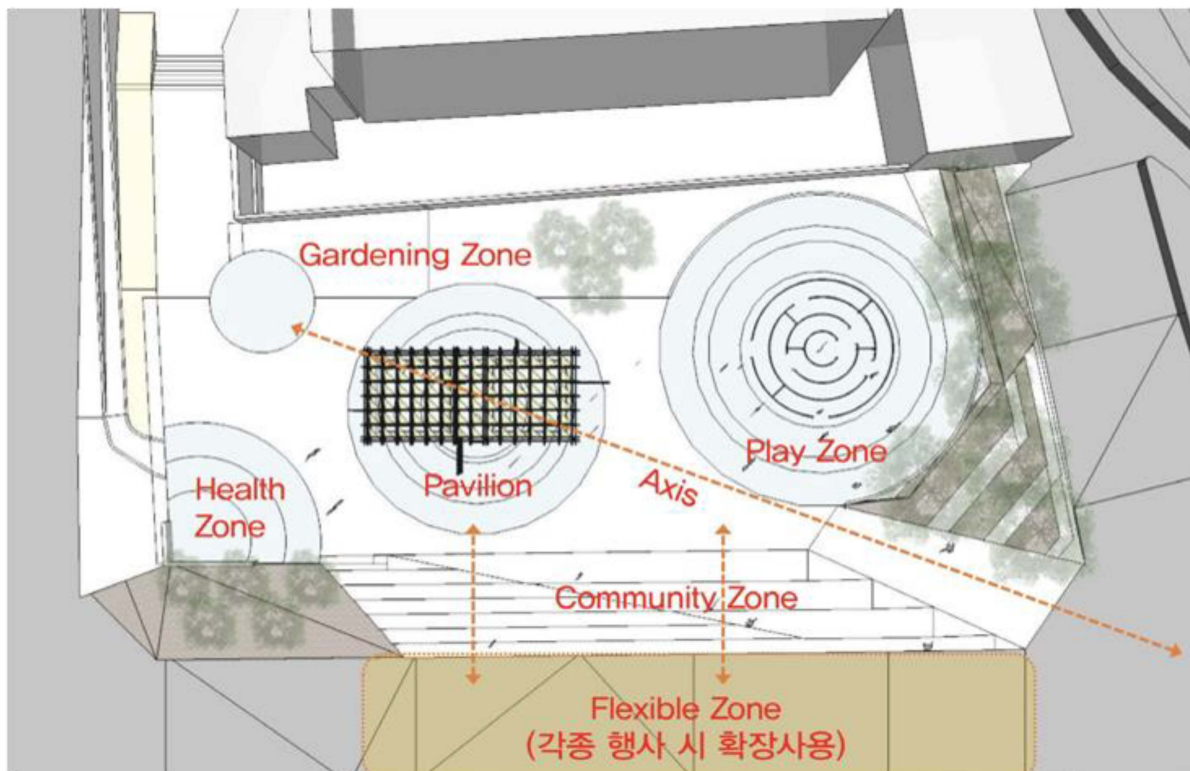 Gardening Zone
Play Zone
Health
Zone
Pavilion
Axis
Community Zone
Flexible Zone
(각종 행사 시 확장사용)